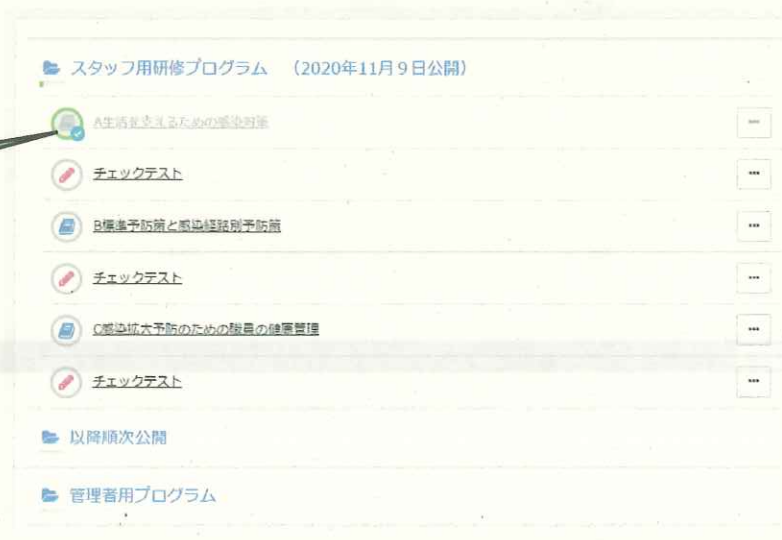 スタッフ用研修プログラム　（2020年11月9日公開）
A生活を支えるための感染対策
チェックテスト
B標準予防策と感染経路別予防策
チェックテスト
C感染拡大予防のための職員の健康管理
チェックテスト
以降順次公開
管理者用プログラム